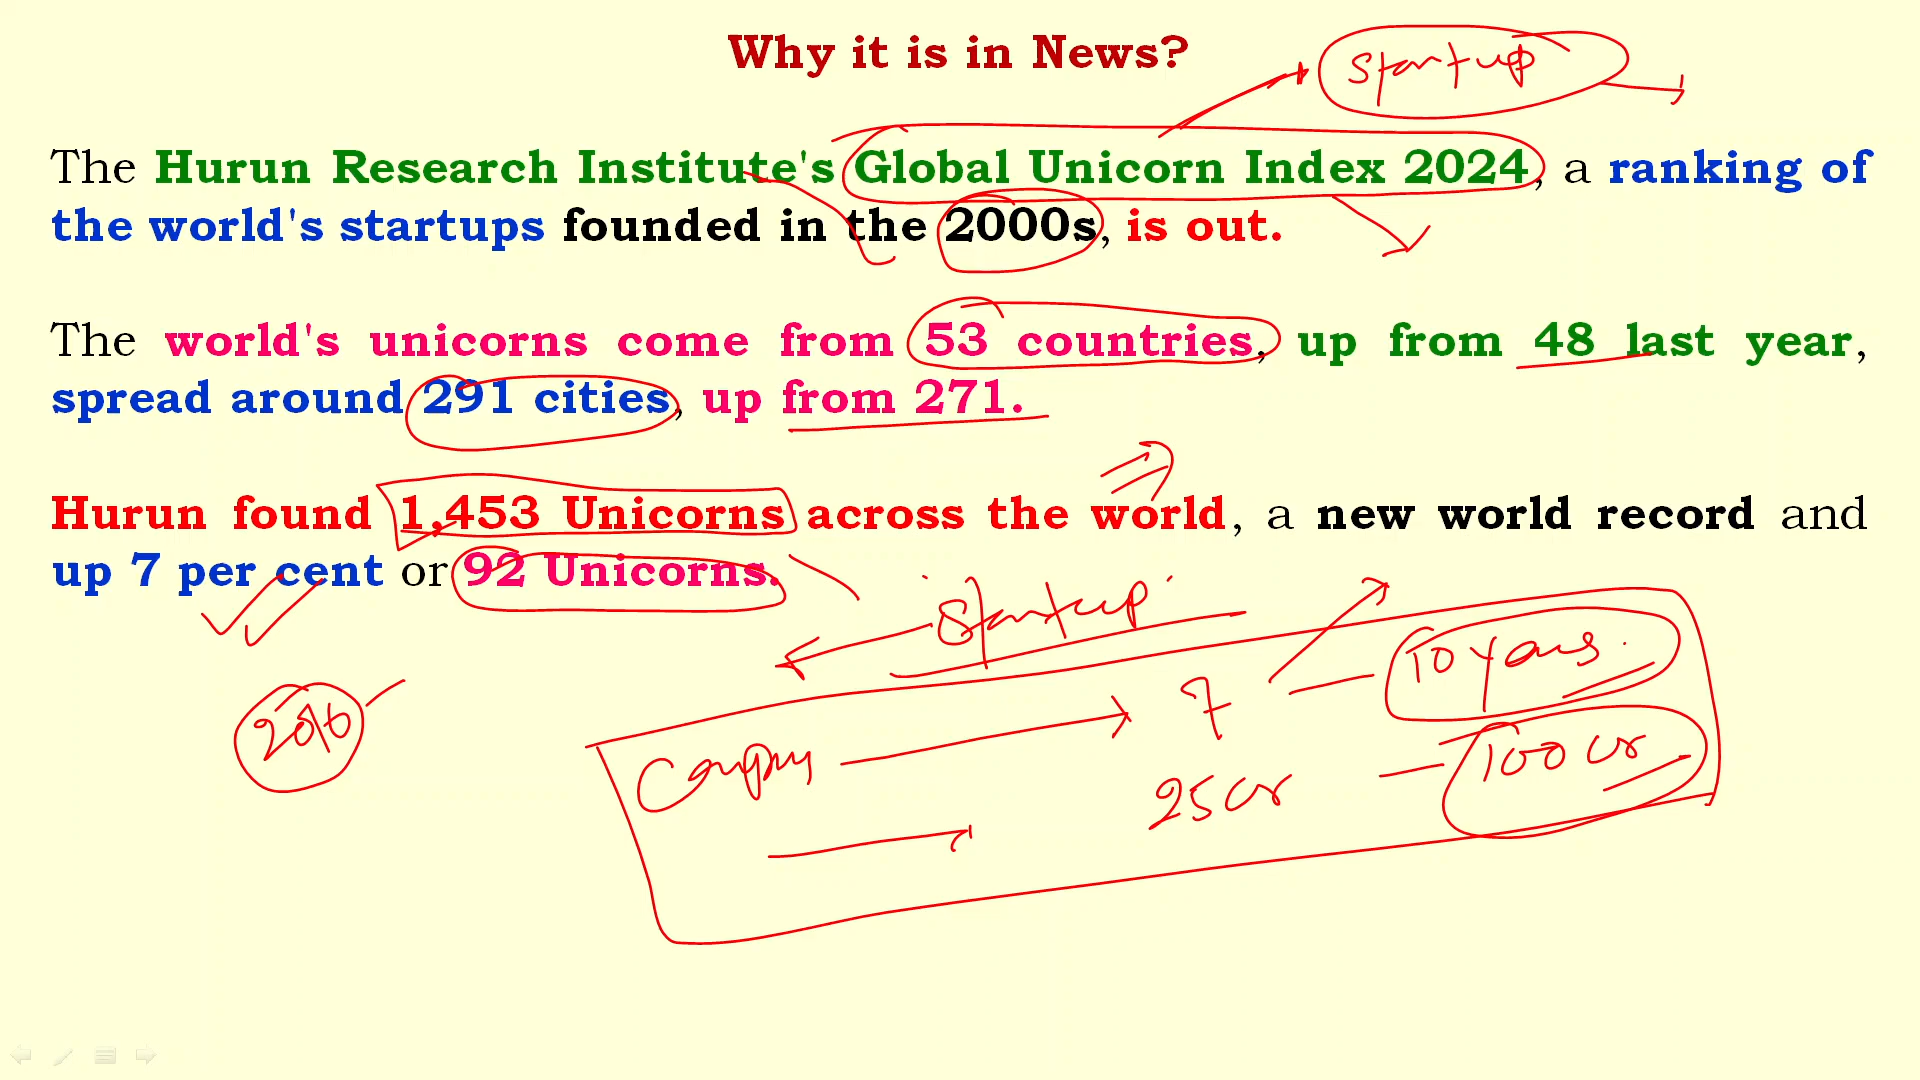 Why it is in News?
startup
The Hurun Research Institute's Global Unicorn Index 2024, a ranking of
the world's startups founded in the 2000s, is out.
The world's unicorns come from 53 countries, up from 48 last year,
spread around 291 cities, up from 271.
Hurun found 1,453 Unicorns across the world, a new world record and
up 7 per cent or 92 Unicorns.
startup
7 — 10 years
2016
Company
25 cr — 100 cr